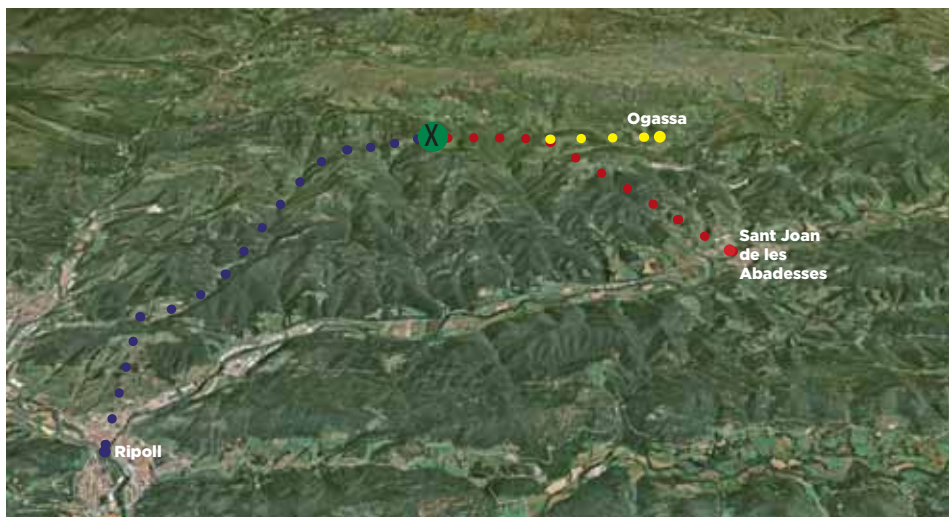 Ogassa
X
Sant Joan
de les
Abadesses
Ripoll